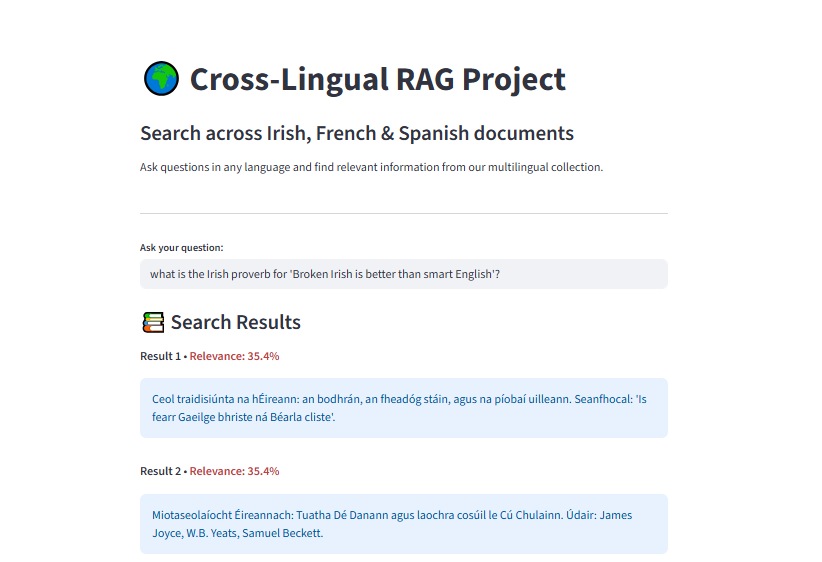 Cross-Lingual RAG Project
Search across Irish, French & Spanish documents
Ask questions in any language and find relevant information from our multilingual collection.
Ask your question:
what is the Irish proverb for 'Broken Irish is better than smart English'?
Search Results
Result 1 • Relevance: 35.4%
Ceol traidisiúnta na hÉireann: an bodhrán, an fheadóg stáin, agus na píobaí uilleann. Seanfhocal: 'Is
fearr Gaeilge bhriste ná Béarla cliste'.
Result 2 • Relevance: 35.4%
Miotaseolaíocht Éireannach: Tuatha Dé Danann agus laochra cosúil le Cú Chulainn. Údair: James
Joyce, W.B. Yeats, Samuel Beckett.